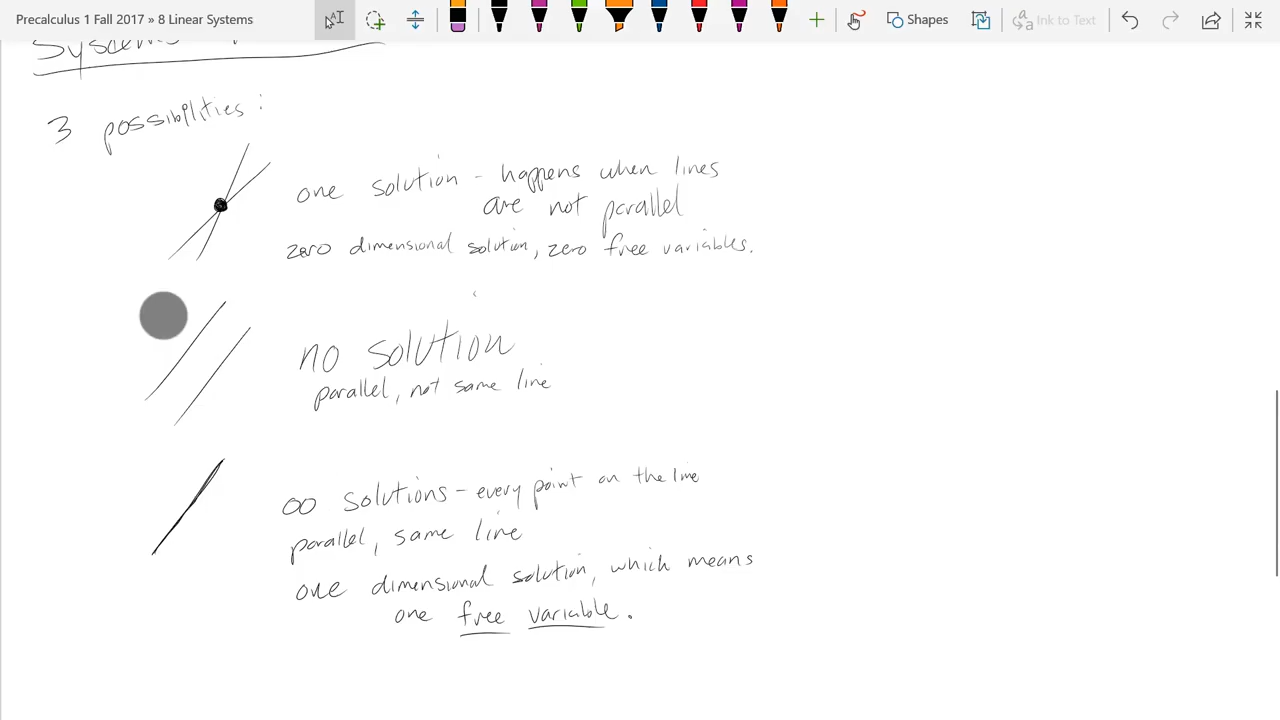 Precalculus 1 Fall 2017 » 8 Linear Systems
Shapes
Ink to Text
3 possibilities:
one solution - happens when lines
are not parallel
zero dimensional solution, zero free variables.
no solution
parallel, not same line
∞ solutions - every point on the line
parallel, same line
one dimensional solution, which means
one free variable.